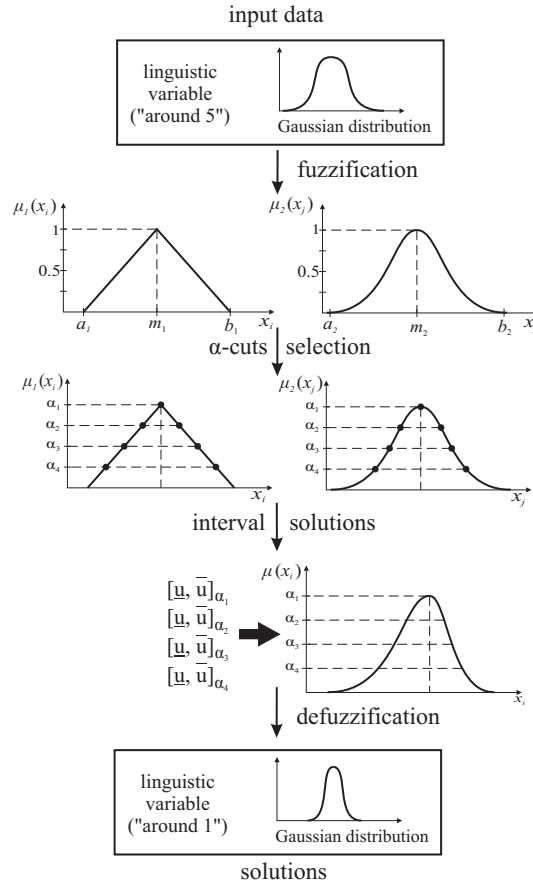 input data
linguistic
variable
("around 5")
Gaussian distribution
fuzzification
μ₁(xᵢ)
1
0.5
a₁ m₁ b₁ xᵢ
μ₂(xⱼ)
1
0.5
a₂ m₂ b₂ x
α-cuts selection
μ₁(xᵢ)
α₁
α₂
α₃
α₄
xᵢ
μ₂(xⱼ)
α₁
α₂
α₃
α₄
xⱼ
interval solutions
[u̲, u̅]α₁
[u̲, u̅]α₂
[u̲, u̅]α₃
[u̲, u̅]α₄
μ(xᵢ)
α₁
α₂
α₃
α₄
xᵢ
defuzzification
linguistic
variable
("around 1")
Gaussian distribution
solutions